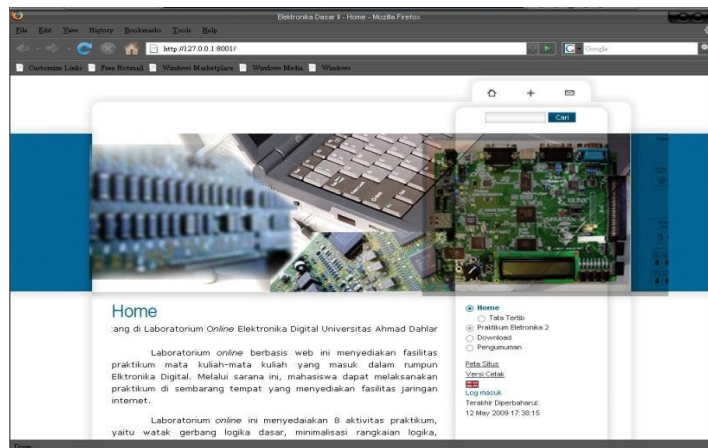 Elektronika Dasar II - Home - Mozilla Firefox
File Edit View History Bookmarks Tools Help
http://127.0.0.1:8001/
Google
Customize Links Free Hotmail Windows Marketplace Windows Media Windows
Cari
XILINX
SPARTAN
Home
:ang di Laboratorium Online Elektronika Digital Universitas Ahmad Dahlar
Laboratorium online berbasis web ini menyediakan fasilitas
praktikum mata kuliah-mata kuliah yang masuk dalam rumpun
Elktronika Digital. Melalui sarana ini, mahasiswa dapat melaksanakan
praktikum di sembarang tempat yang menyediakan fasilitas jaringan
internet.
Laboratorium online ini menyedaiakan 8 aktivitas praktikum,
yaitu watak gerbang logika dasar, minimalisasi rangkaian logika,
Home
Tata Tertib
Praktikum Eletronika 2
Download
Pengumuman
Peta Situs
Versi Cetak
Log masuk
Terakhir Diperbaharui:
12 May 2009 17:38:15
Done